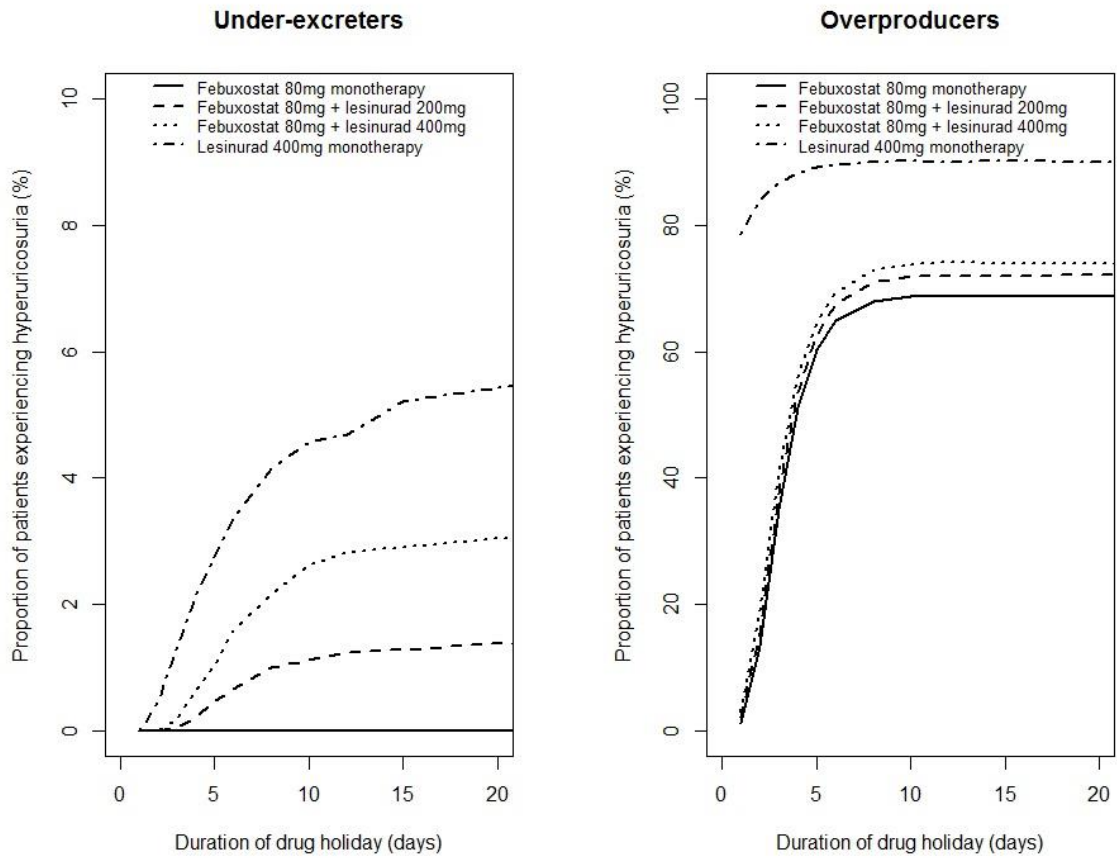 Under-excreters
Febuxostat 80mg monotherapy
Febuxostat 80mg + lesinurad 200mg
Febuxostat 80mg + lesinurad 400mg
Lesinurad 400mg monotherapy
Proportion of patients experiencing hyperuricosuria (%)
10
8
6
4
2
0
0 5 10 15 20
Duration of drug holiday (days)
Overproducers
Febuxostat 80mg monotherapy
Febuxostat 80mg + lesinurad 200mg
Febuxostat 80mg + lesinurad 400mg
Lesinurad 400mg monotherapy
Proportion of patients experiencing hyperuricosuria (%)
100
80
60
40
20
0
0 5 10 15 20
Duration of drug holiday (days)